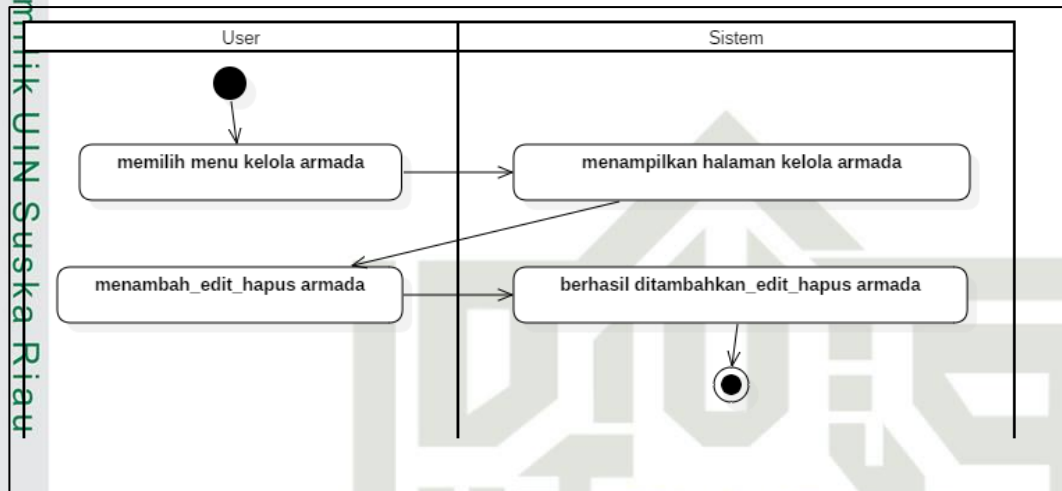 User
Sistem
memilih menu kelola armada
menampilkan halaman kelola armada
menambah_edit_hapus armada
berhasil ditambahkan_edit_hapus armada
milik UIN Suska Riau